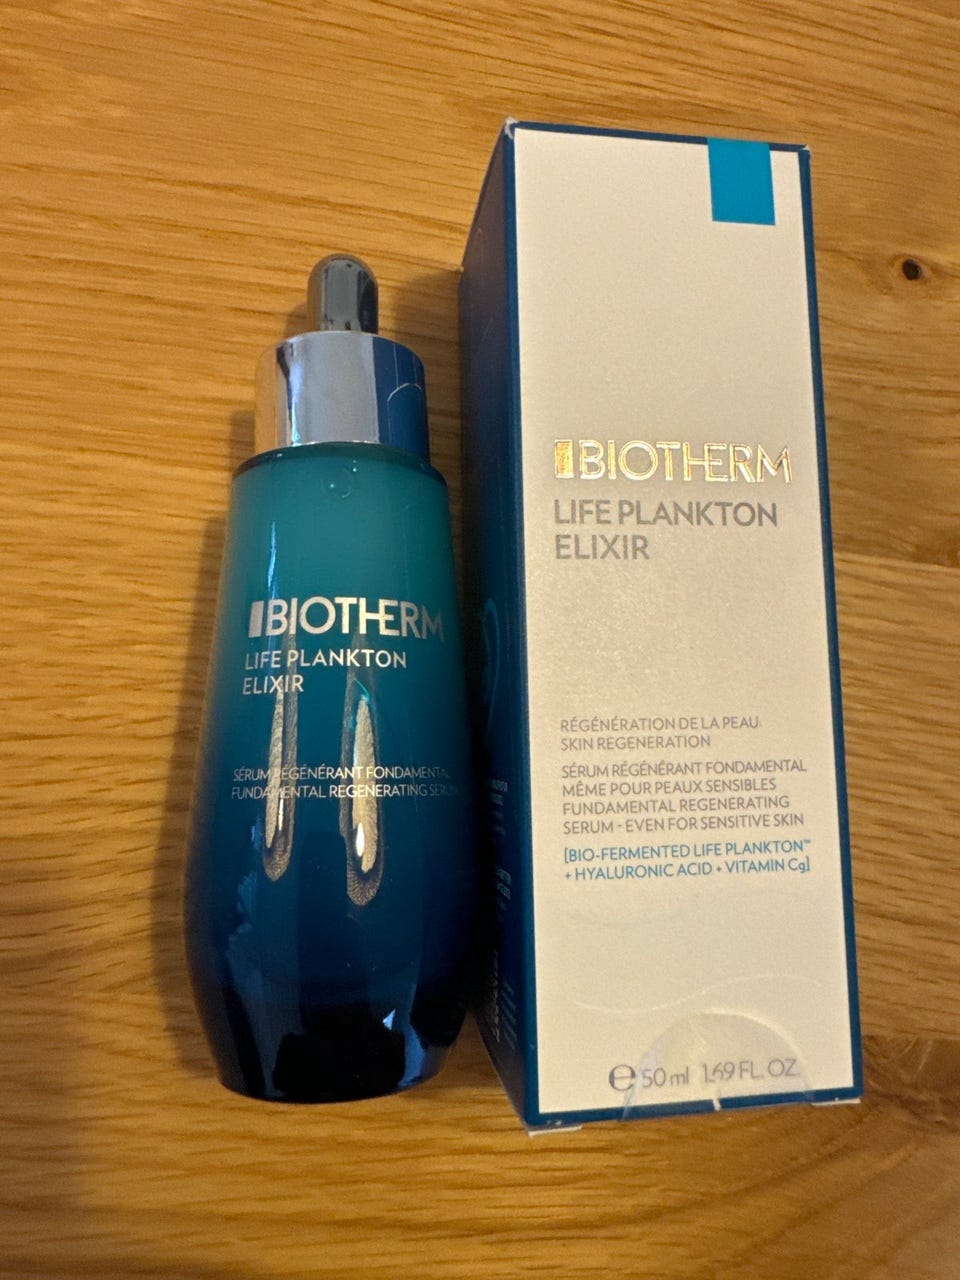 BIOTHERM
LIFE PLANKTON
ELIXIR
SÉRUM RÉGÉNÉRANT FONDAMENTAL
FUNDAMENTAL REGENERATING
BIOTHERM
LIFE PLANKTON
ELIXIR
RÉGÉNÉRATION DE LA PEAU
SKIN REGENERATION
SÉRUM RÉGÉNÉRANT FONDAMENTAL
MÊME POUR PEAUX SENSIBLES
FUNDAMENTAL REGENERATING
SERUM - EVEN FOR SENSITIVE SKIN
[BIO-FERMENTED LIFE PLANKTON™
+ HYALURONIC ACID + VITAMIN Cg]
℮ 50 ml 1.69 FL. OZ.